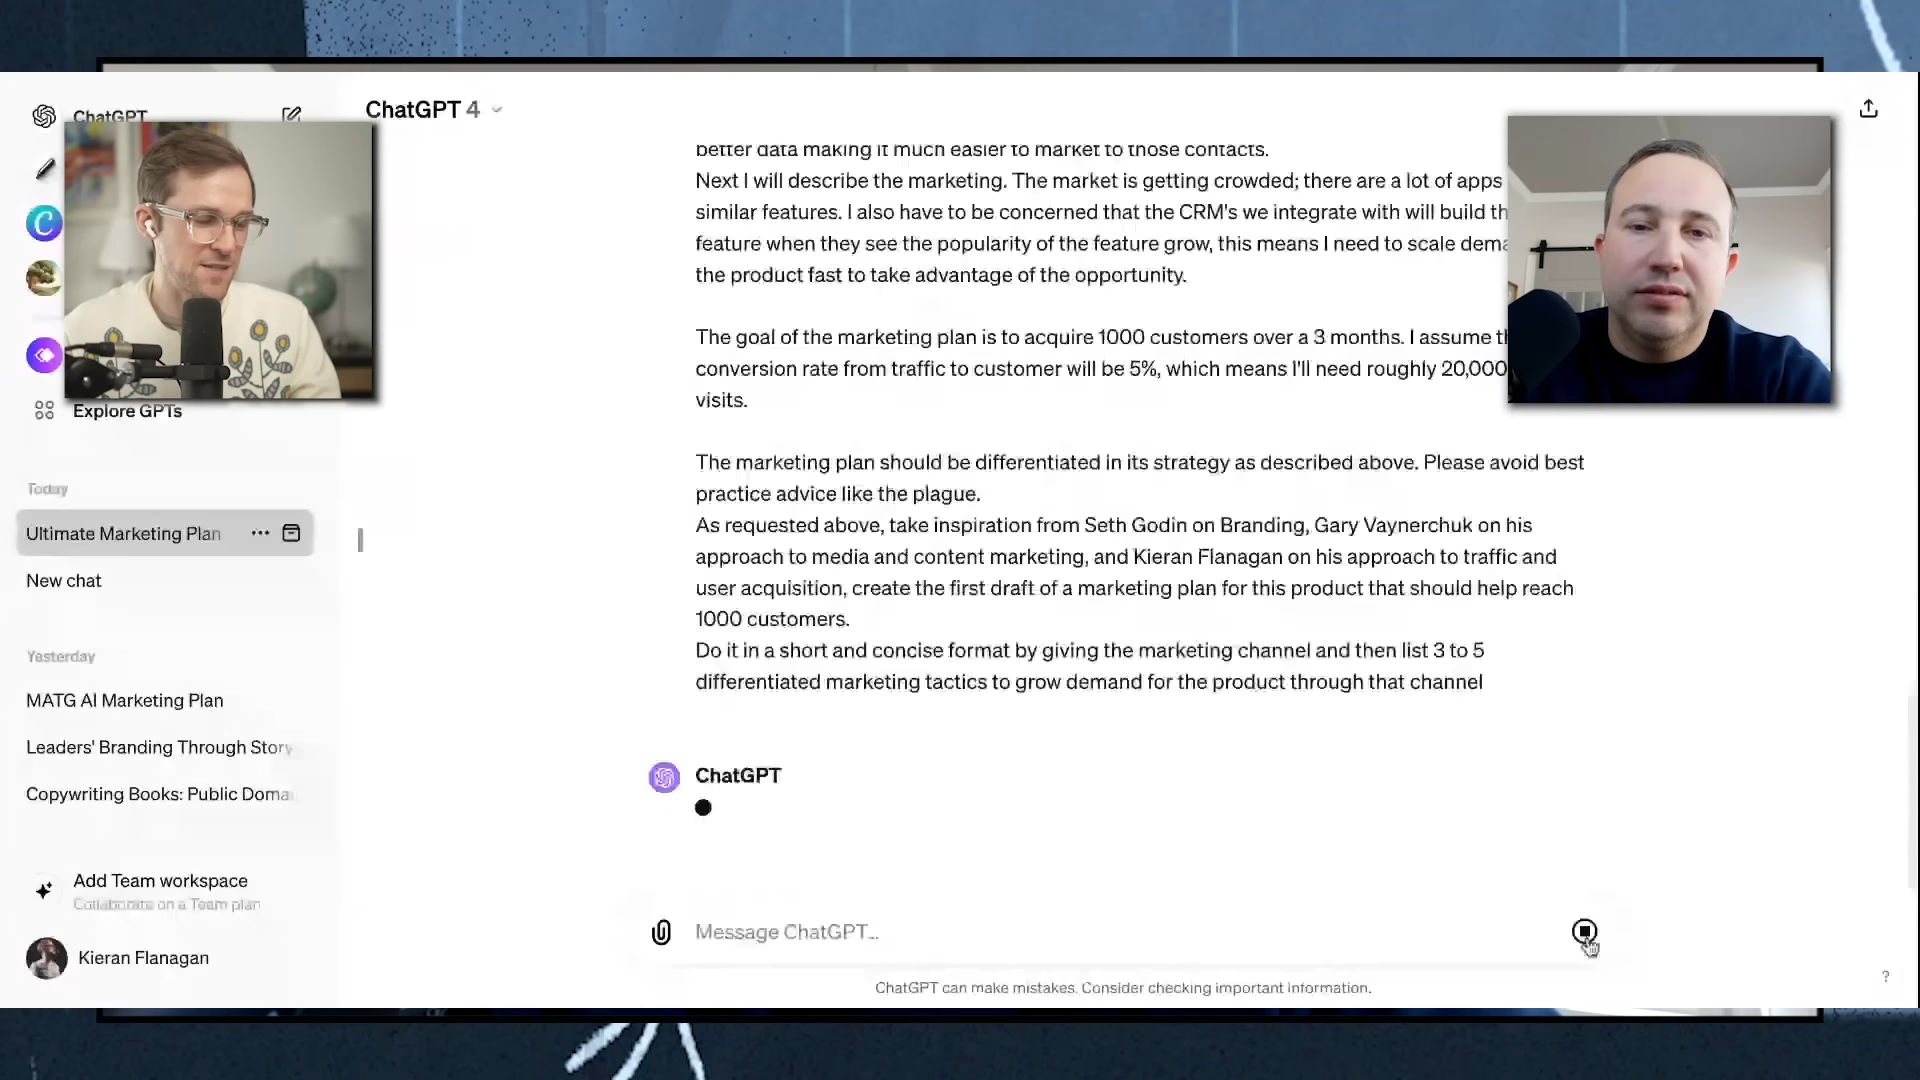 ChatGPT
ChatGPT 4
C
Explore GPTs
Today
Ultimate Marketing Plan
New chat
Yesterday
MATG AI Marketing Plan
Leaders' Branding Through Story
Copywriting Books: Public Doma
Add Team workspace
Collaborate on a Team plan
Kieran Flanagan
better data making it much easier to market to those contacts.
Next I will describe the marketing. The market is getting crowded; there are a lot of apps
similar features. I also have to be concerned that the CRM's we integrate with will build th
feature when they see the popularity of the feature grow, this means I need to scale dema
the product fast to take advantage of the opportunity.
The goal of the marketing plan is to acquire 1000 customers over a 3 months. I assume th
conversion rate from traffic to customer will be 5%, which means I'll need roughly 20,000
visits.
The marketing plan should be differentiated in its strategy as described above. Please avoid best
practice advice like the plague.
As requested above, take inspiration from Seth Godin on Branding, Gary Vaynerchuk on his
approach to media and content marketing, and Kieran Flanagan on his approach to traffic and
user acquisition, create the first draft of a marketing plan for this product that should help reach
1000 customers.
Do it in a short and concise format by giving the marketing channel and then list 3 to 5
differentiated marketing tactics to grow demand for the product through that channel
ChatGPT
Message ChatGPT...
ChatGPT can make mistakes. Consider checking important information.
?